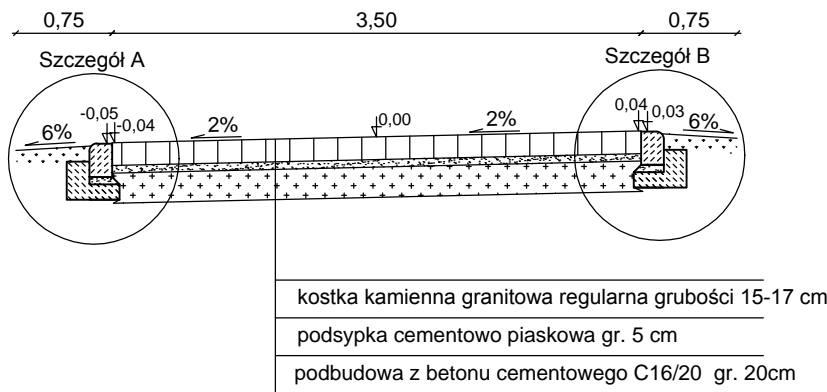 0,75 3,50 0,75
Szczegół A Szczegół B
-0,05 -0,04 0,00 0,04 0,03
6% 2% 2% 6%
kostka kamienna granitowa regularna grubości 15-17 cm
podsypka cementowo piaskowa gr. 5 cm
podbudowa z betonu cementowego C16/20 gr. 20cm